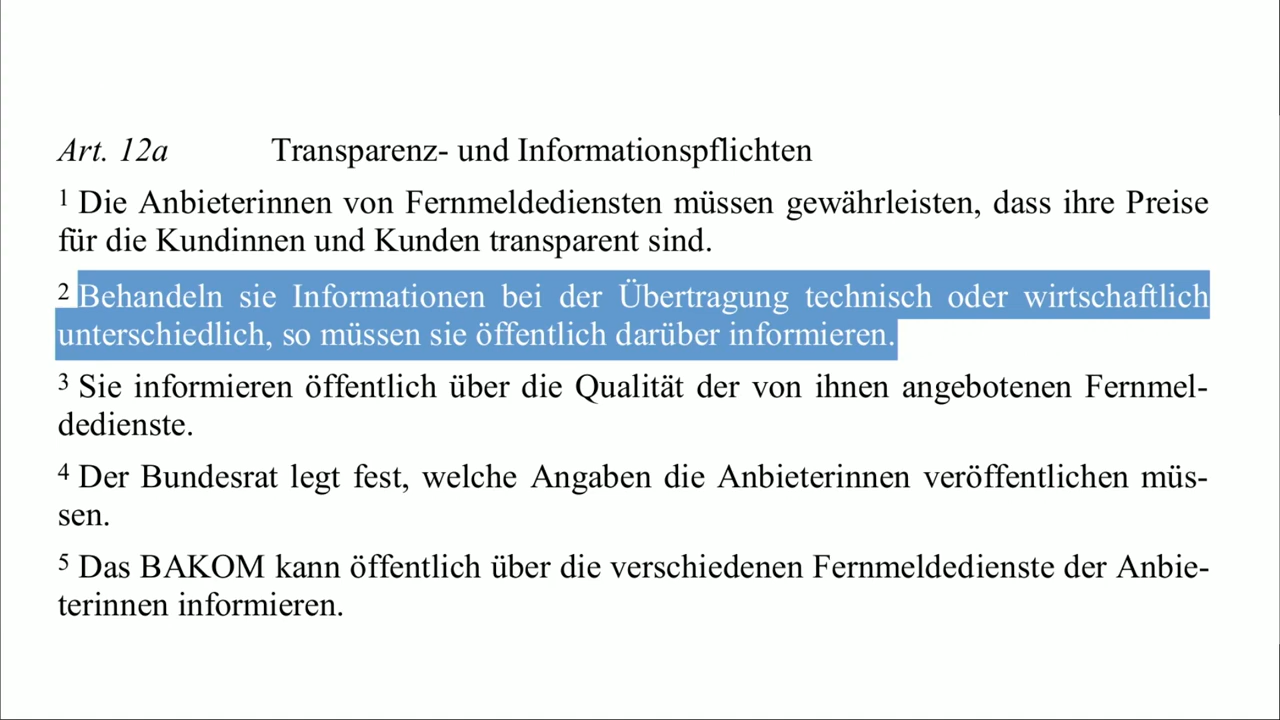 Art. 12a Transparenz- und Informationspflichten
1 Die Anbieterinnen von Fernmeldediensten müssen gewährleisten, dass ihre Preise
für die Kundinnen und Kunden transparent sind.
2 Behandeln sie Informationen bei der Übertragung technisch oder wirtschaftlich
unterschiedlich, so müssen sie öffentlich darüber informieren.
3 Sie informieren öffentlich über die Qualität der von ihnen angebotenen Fernmel-
dedienste.
4 Der Bundesrat legt fest, welche Angaben die Anbieterinnen veröffentlichen müs-
sen.
5 Das BAKOM kann öffentlich über die verschiedenen Fernmeldedienste der Anbie-
terinnen informieren.